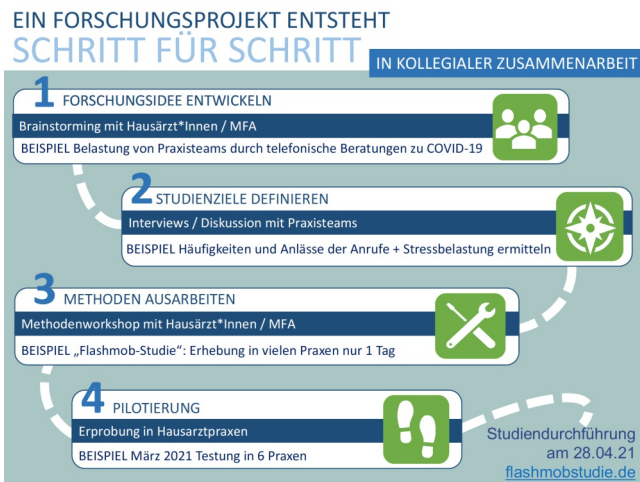 EIN FORSCHUNGSPROJEKT ENTSTEHT
SCHRITT FÜR SCHRITT
IN KOLLEGIALER ZUSAMMENARBEIT
1 FORSCHUNGSIDEE ENTWICKELN
Brainstorming mit Hausärzt*Innen / MFA
BEISPIEL Belastung von Praxisteams durch telefonische Beratungen zu COVID-19
2 STUDIENZIELE DEFINIEREN
Interviews / Diskussion mit Praxisteams
BEISPIEL Häufigkeiten und Anlässe der Anrufe + Stressbelastung ermitteln
3 METHODEN AUSARBEITEN
Methodenworkshop mit Hausärzt*Innen / MFA
BEISPIEL „Flashmob-Studie“: Erhebung in vielen Praxen nur 1 Tag
4 PILOTIERUNG
Erprobung in Hausarztpraxen
BEISPIEL März 2021 Testung in 6 Praxen
Studiendurchführung
am 28.04.21
flashmobstudie.de